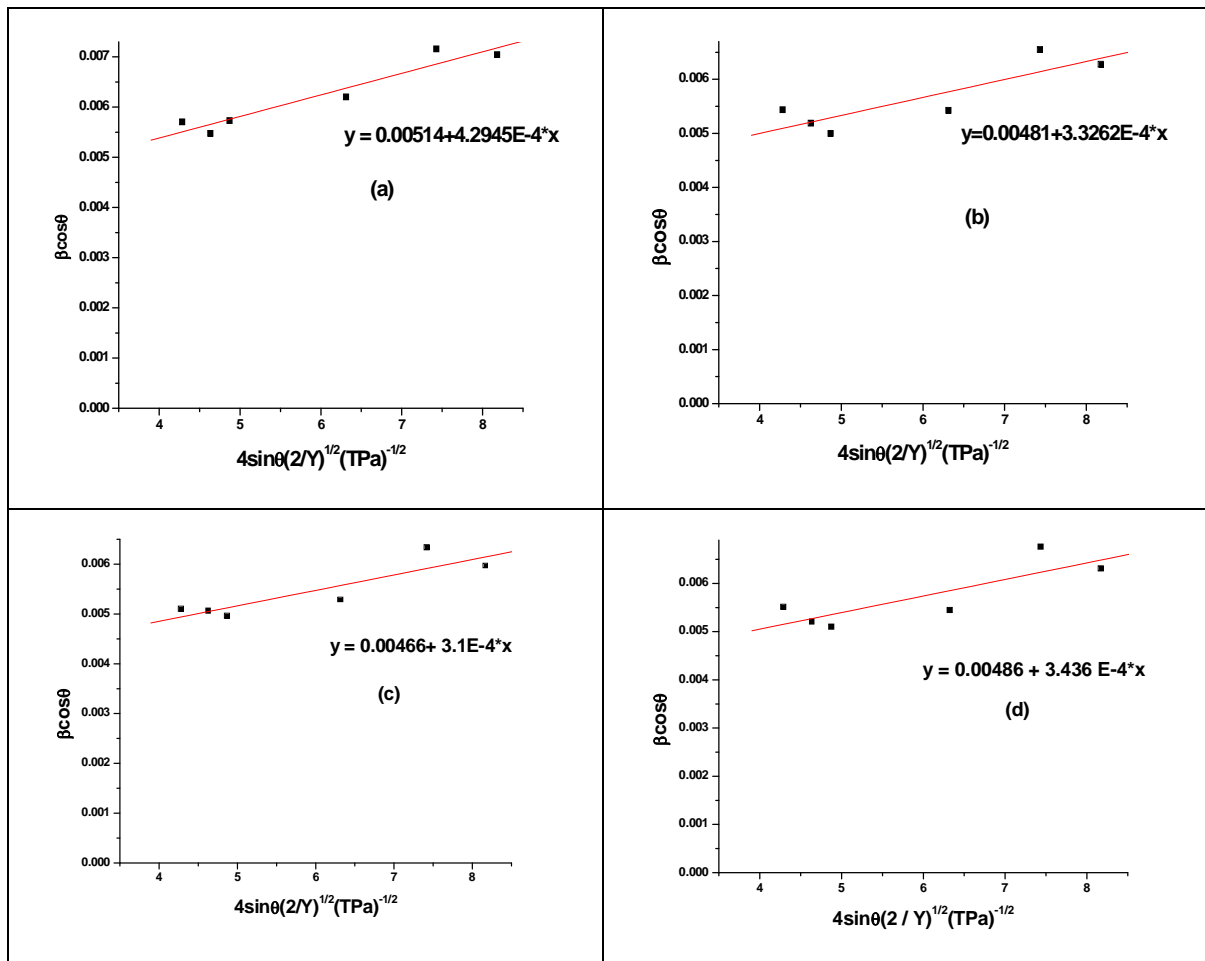 0.007
0.006
0.005
0.004
0.003
0.002
0.001
0.000
βcosθ
y = 0.00514+4.2945E-4*x
(a)
4 5 6 7 8
4sinθ(2/Y)^1/2(TPa)^-1/2
0.006
0.005
0.004
0.003
0.002
0.001
0.000
βcosθ
y=0.00481+3.3262E-4*x
(b)
4 5 6 7 8
4sinθ(2/Y)^1/2(TPa)^-1/2
0.006
0.005
0.004
0.003
0.002
0.001
0.000
βcosθ
y = 0.00466+ 3.1E-4*x
(c)
4 5 6 7 8
4sinθ(2/Y)^1/2(TPa)^-1/2
0.006
0.005
0.004
0.003
0.002
0.001
0.000
βcosθ
y = 0.00486 + 3.436 E-4*x
(d)
4 5 6 7 8
4sinθ(2 / Y)^1/2(TPa)^-1/2